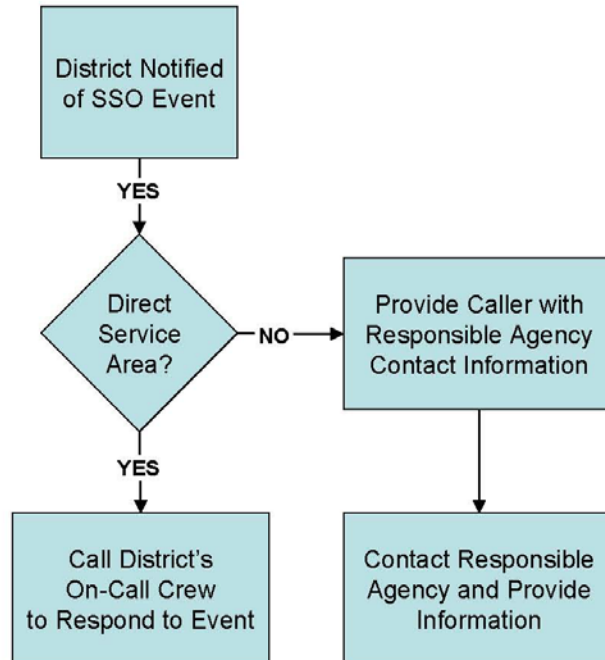 District Notified
of SSO Event
YES
Direct
Service
Area?
NO
Provide Caller with
Responsible Agency
Contact Information
YES
Call District's
On-Call Crew
to Respond to Event
Contact Responsible
Agency and Provide
Information